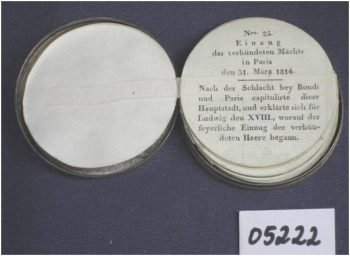 Nro. 25.
Einzug
der verbündeten Mächte
in Paris
den 31. März 1814.
Nach der Schlacht bey Bondi
und Paris capitulirte diese
Hauptstadt, und erklärte sich für
Ludwig den XVIII., worauf der
feyerliche Einzug der verbün-
deten Heere begann.
05222